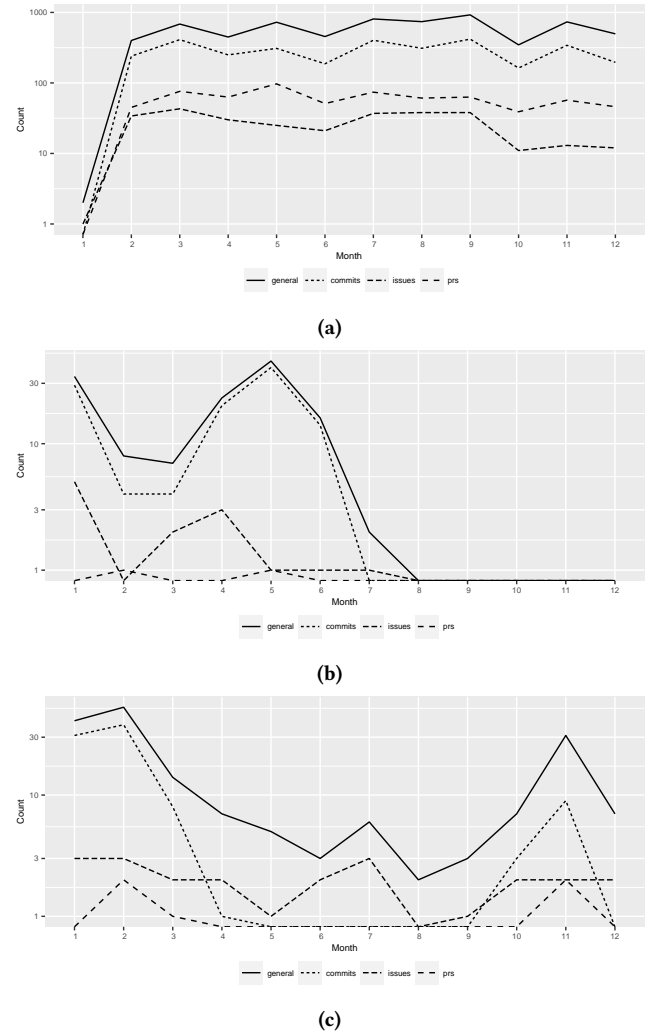 1000
100
10
1
Count
1 2 3 4 5 6 7 8 9 10 11 12
Month
general commits issues prs
(a)
30
10
3
1
Count
1 2 3 4 5 6 7 8 9 10 11 12
Month
general commits issues prs
(b)
30
10
3
1
Count
1 2 3 4 5 6 7 8 9 10 11 12
Month
general commits issues prs
(c)